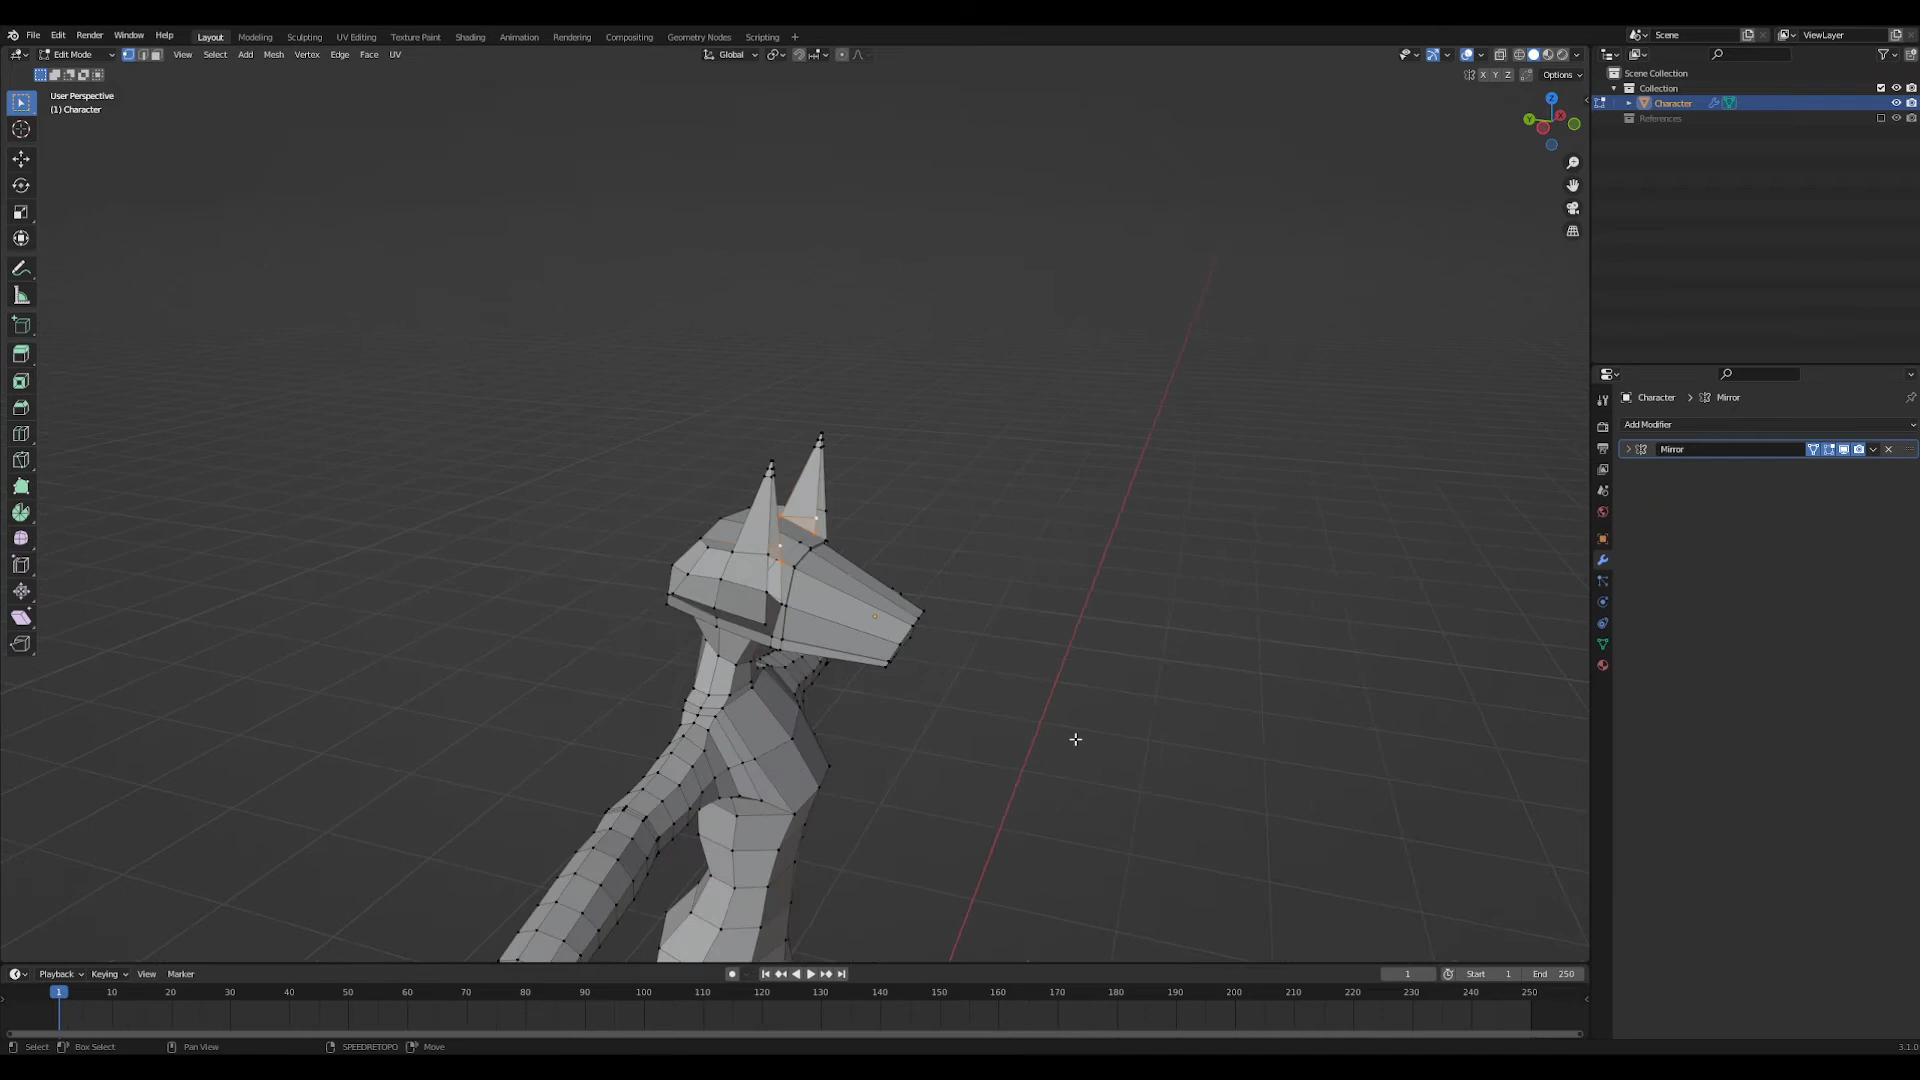 File Edit Render Window Help Layout Modeling Sculpting UV Editing Texture Paint Shading Animation Rendering Compositing Geometry Nodes Scripting + Scene ViewLayer
Edit Mode View Select Add Mesh Vertex Edge Face UV Global
X Y Z Options
Scene Collection
Collection
Character
References
User Perspective
(1) Character
Z
Y
X
Character > Mirror
Add Modifier
Mirror
Playback Keying View Marker 1 Start 1 End 250
1 10 20 30 40 50 60 70 80 90 100 110 120 130 140 150 160 170 180 190 200 210 220 230 240 250
Select Box Select Pan View SPEEDRETOPO Move 3.1.0